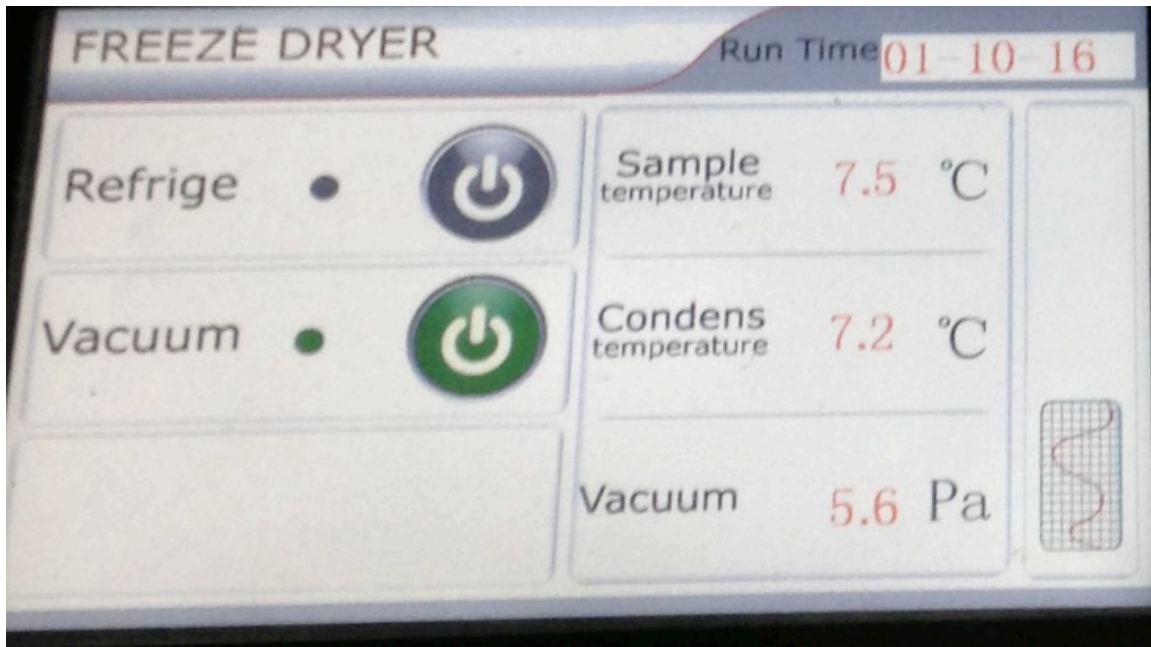 FREEZE DRYER
Run Time 01-10-16
Refrige
Sample
temperature
7.5 ℃
Vacuum
Condens
temperature
7.2 ℃
Vacuum 5.6 Pa